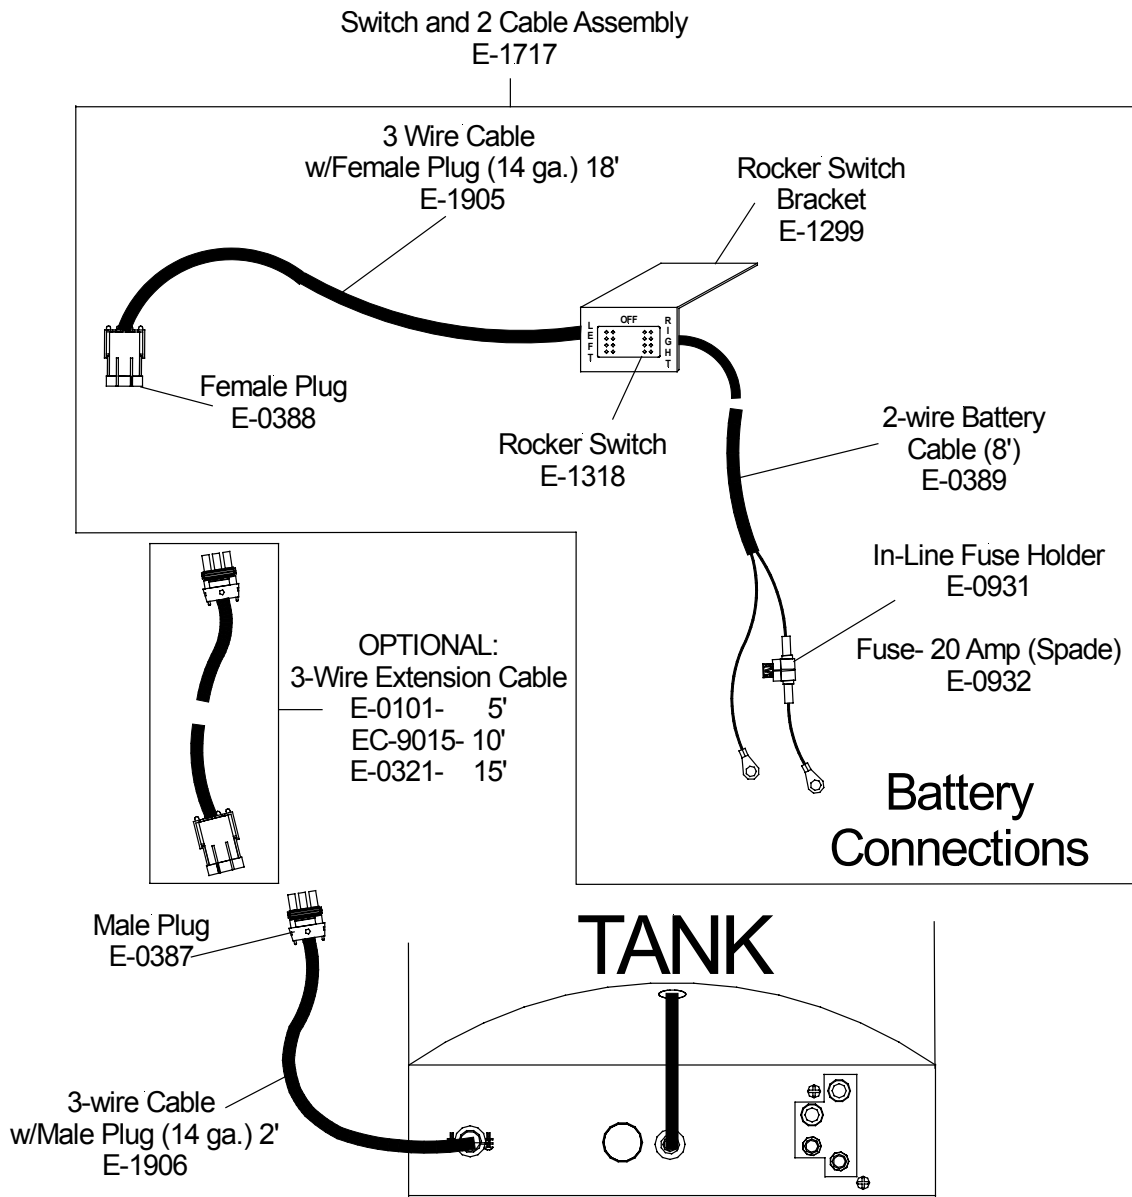 Switch and 2 Cable Assembly
E-1717
3 Wire Cable
w/Female Plug (14 ga.) 18'
E-1905
Rocker Switch
Bracket
E-1299
LEFT
OFF
RIGHT
Female Plug
E-0388
Rocker Switch
E-1318
2-wire Battery
Cable (8')
E-0389
In-Line Fuse Holder
E-0931
Fuse- 20 Amp (Spade)
E-0932
OPTIONAL:
3-Wire Extension Cable
E-0101- 5'
EC-9015- 10'
E-0321- 15'
Battery
Connections
Male Plug
E-0387
TANK
3-wire Cable
w/Male Plug (14 ga.) 2'
E-1906